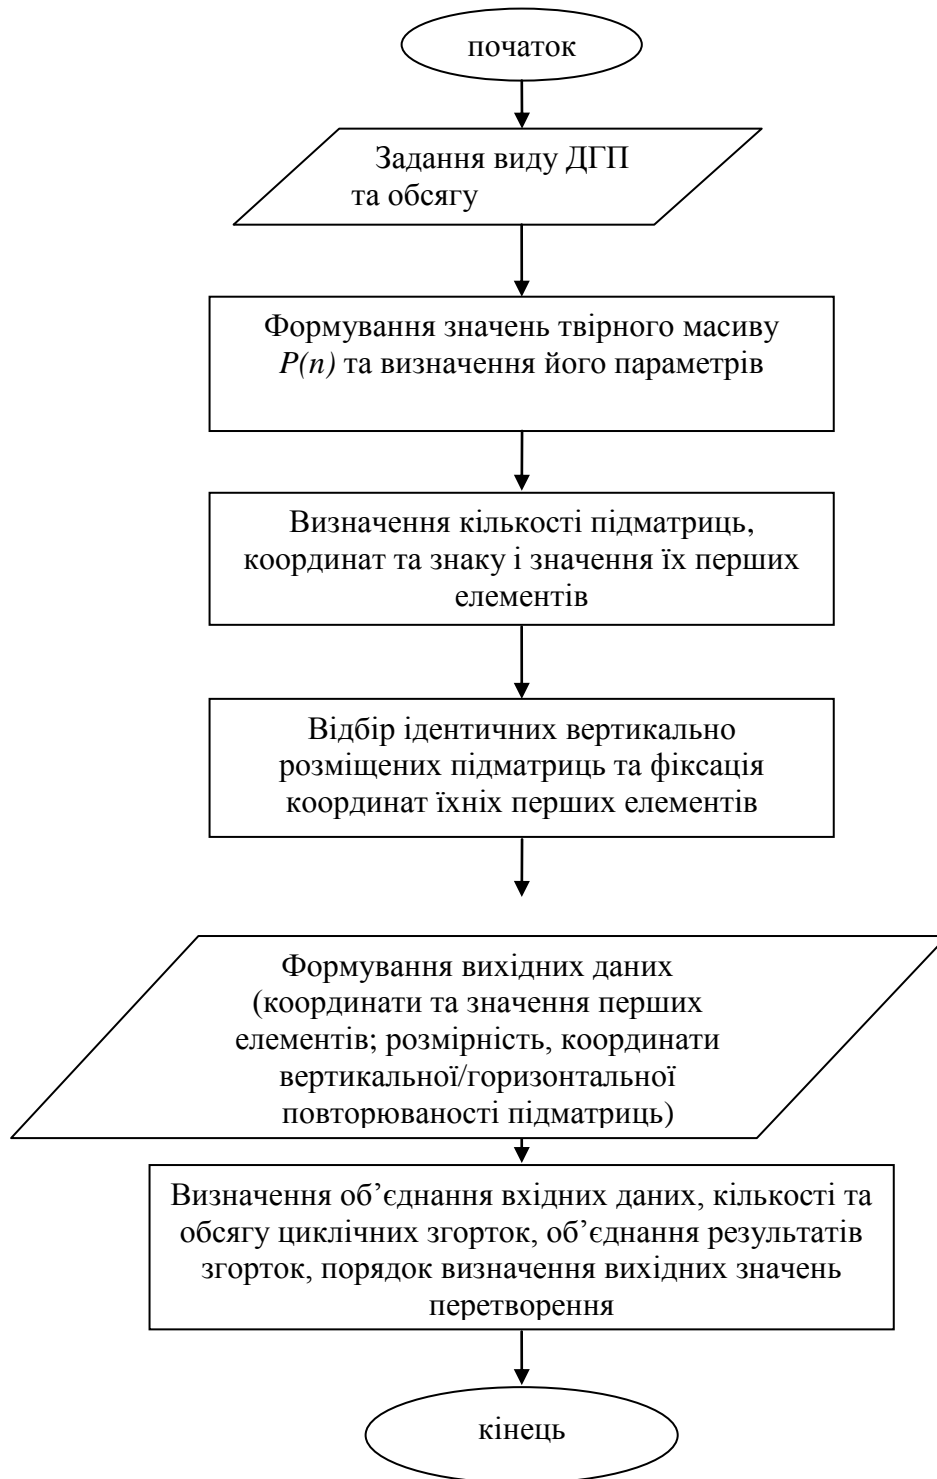 початок
Задання виду ДГП
та обсягу
Формування значень твірного масиву
P(n) та визначення його параметрів
Визначення кількості підматриць,
координат та знаку і значення їх перших
елементів
Відбір ідентичних вертикально
розміщених підматриць та фіксація
координат їхніх перших елементів
Формування вихідних даних
(координати та значення перших
елементів; розмірність, координати
вертикальної/горизонтальної
повторюваності підматриць)
Визначення об’єднання вхідних даних, кількості та
обсягу циклічних згорток, об’єднання результатів
згорток, порядок визначення вихідних значень
перетворення
кінець